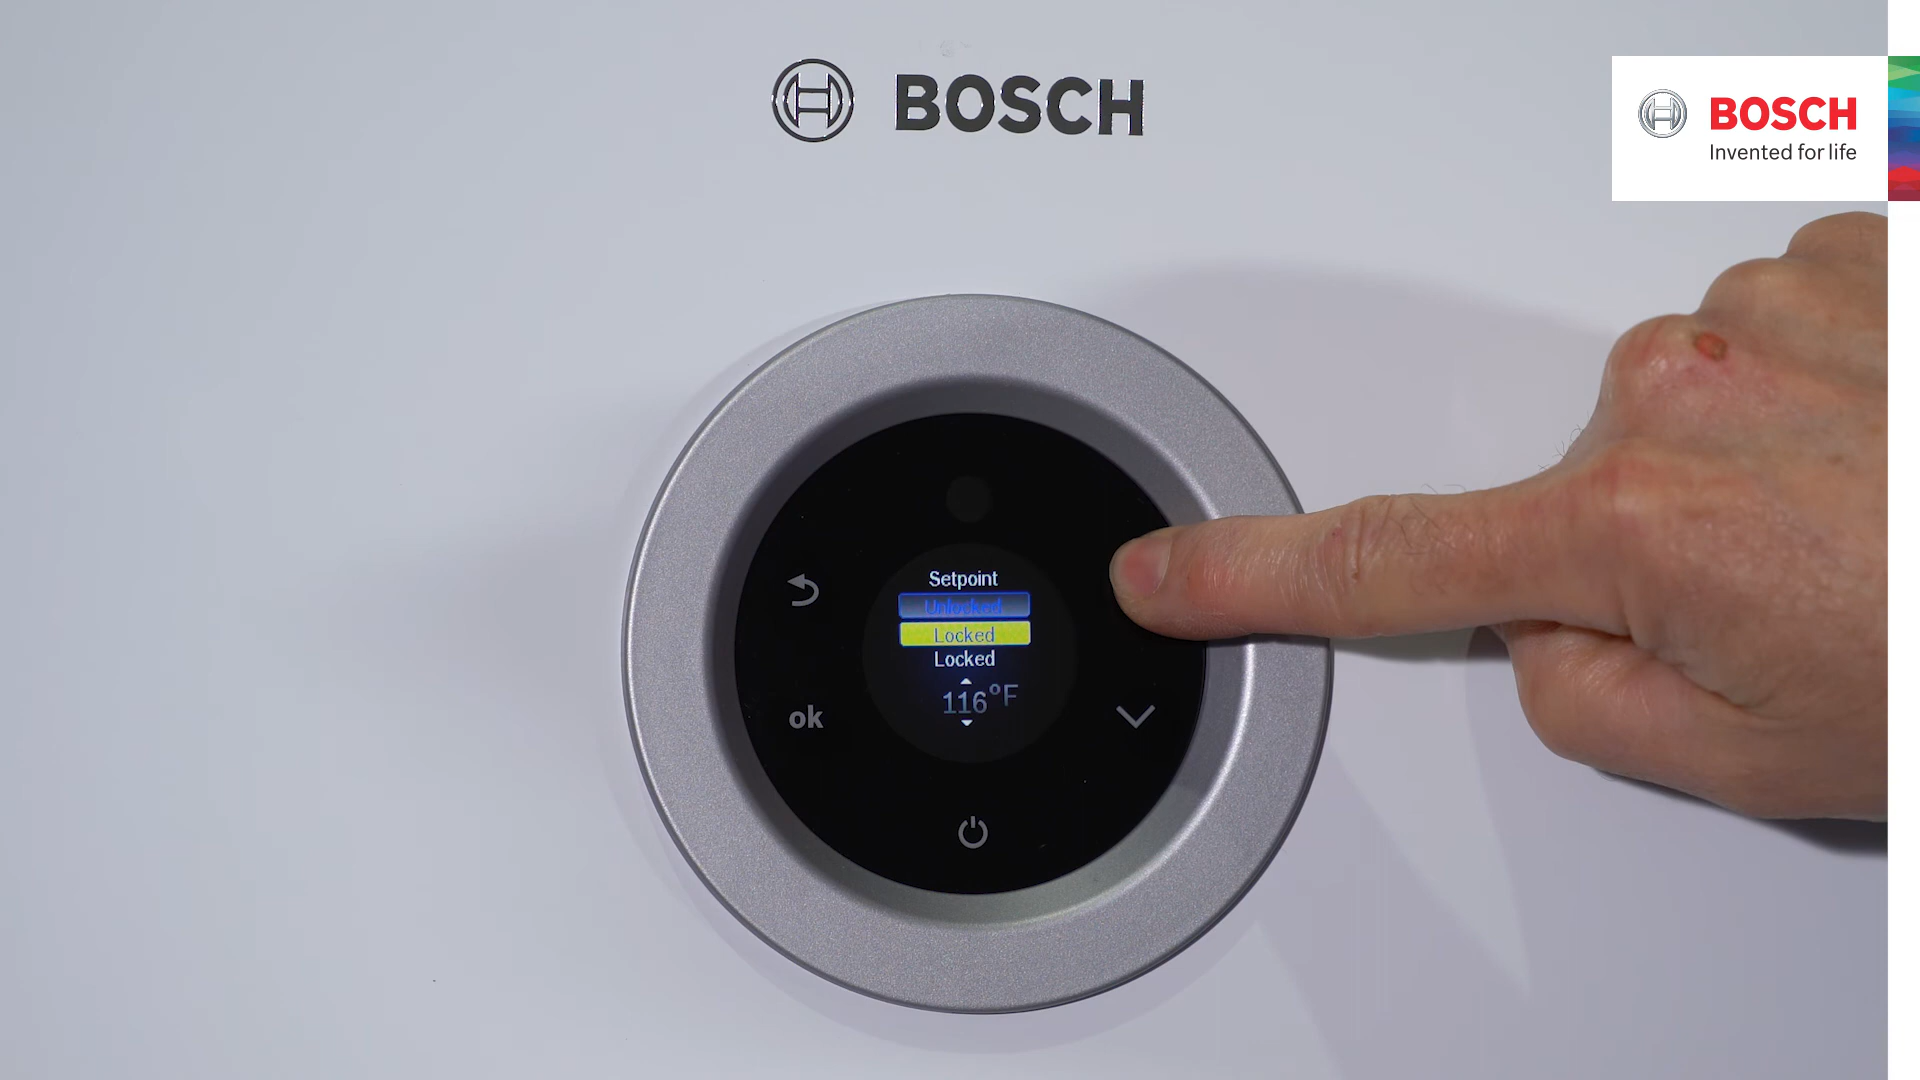 BOSCH
BOSCH
Invented for life
Setpoint
Unlocked
Locked
Locked
116°F
ok